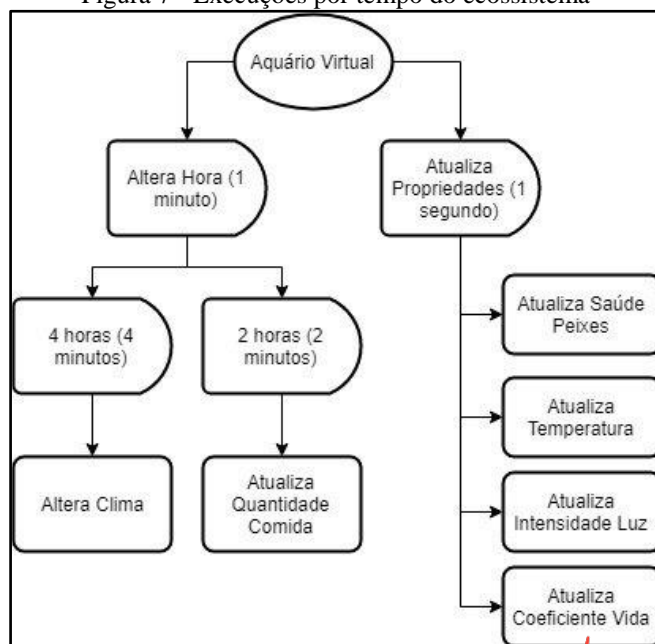 Figura 7 - Execuções por tempo do ecossistema
Aquário Virtual
Altera Hora (1
minuto)
Atualiza
Propriedades (1
segundo)
4 horas (4
minutos)
2 horas (2
minutos)
Atualiza Saúde
Peixes
Atualiza
Temperatura
Altera Clima
Atualiza
Quantidade
Comida
Atualiza
Intensidade Luz
Atualiza
Coeficiente Vida